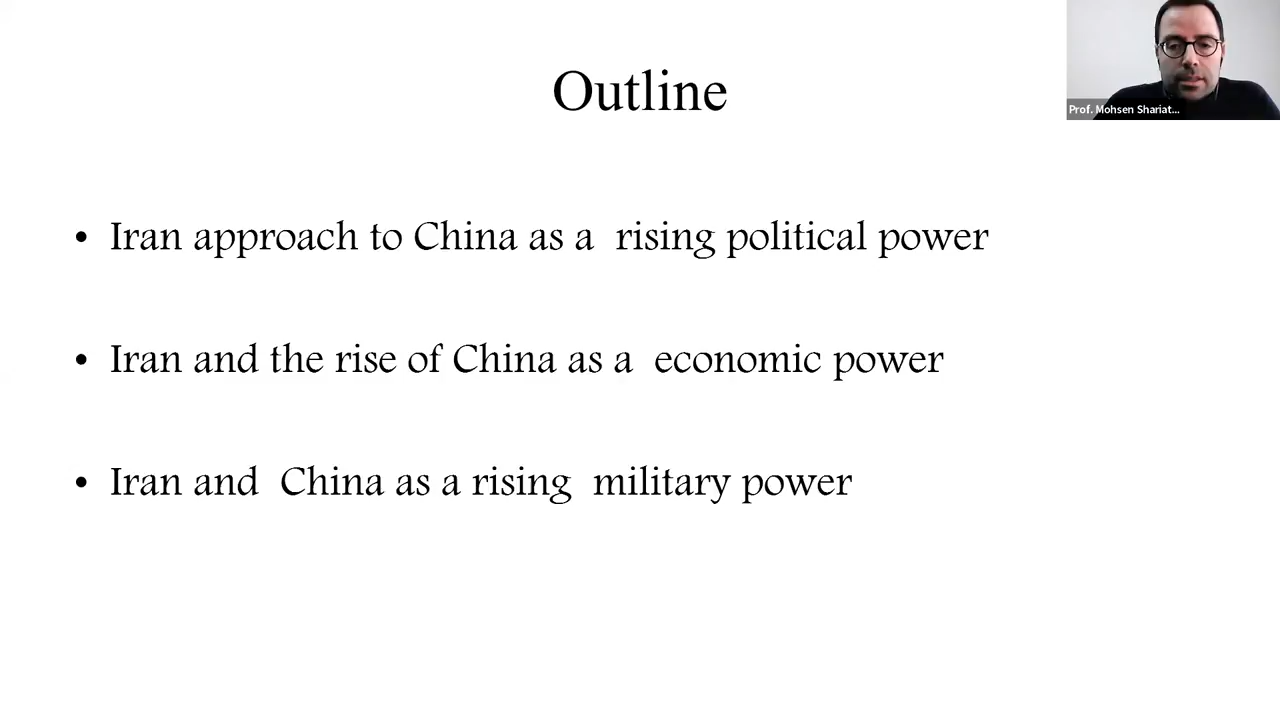 Outline
Prof. Mohsen Shariat...
• Iran approach to China as a  rising political power
• Iran and the rise of China as a  economic power
• Iran and  China as a rising  military power